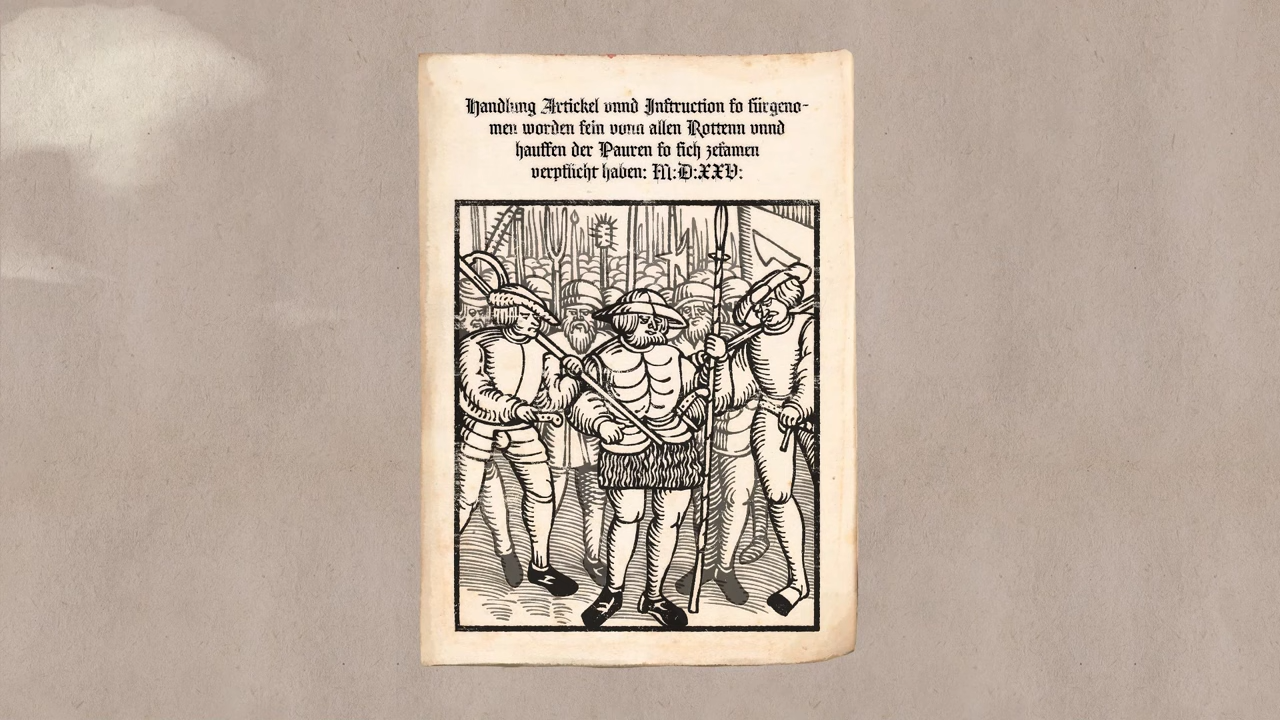 Handlung Artickel vnnd Instruction so fürgeno-
men worden sein vonn allen Rottenn vnnd
hauffen der Pauren so sich zesamen
verpflicht haben: M:D:XXV: